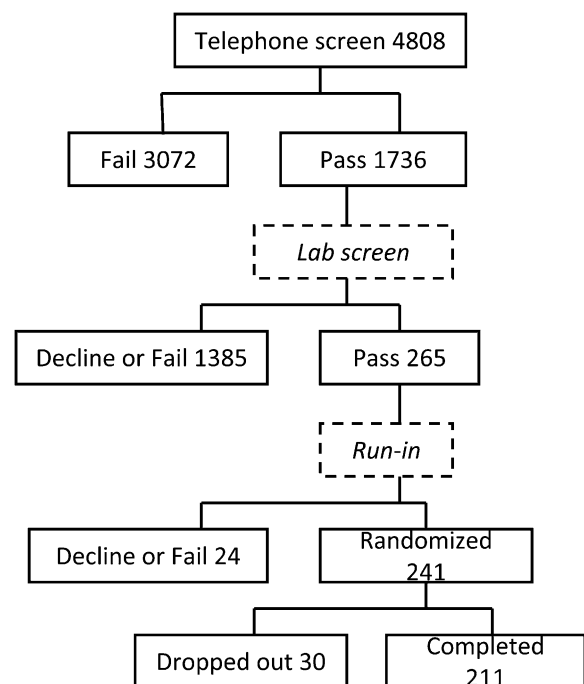 Telephone screen 4808
Fail 3072
Pass 1736
Lab screen
Decline or Fail 1385
Pass 265
Run-in
Decline or Fail 24
Randomized
241
Dropped out 30
Completed
211